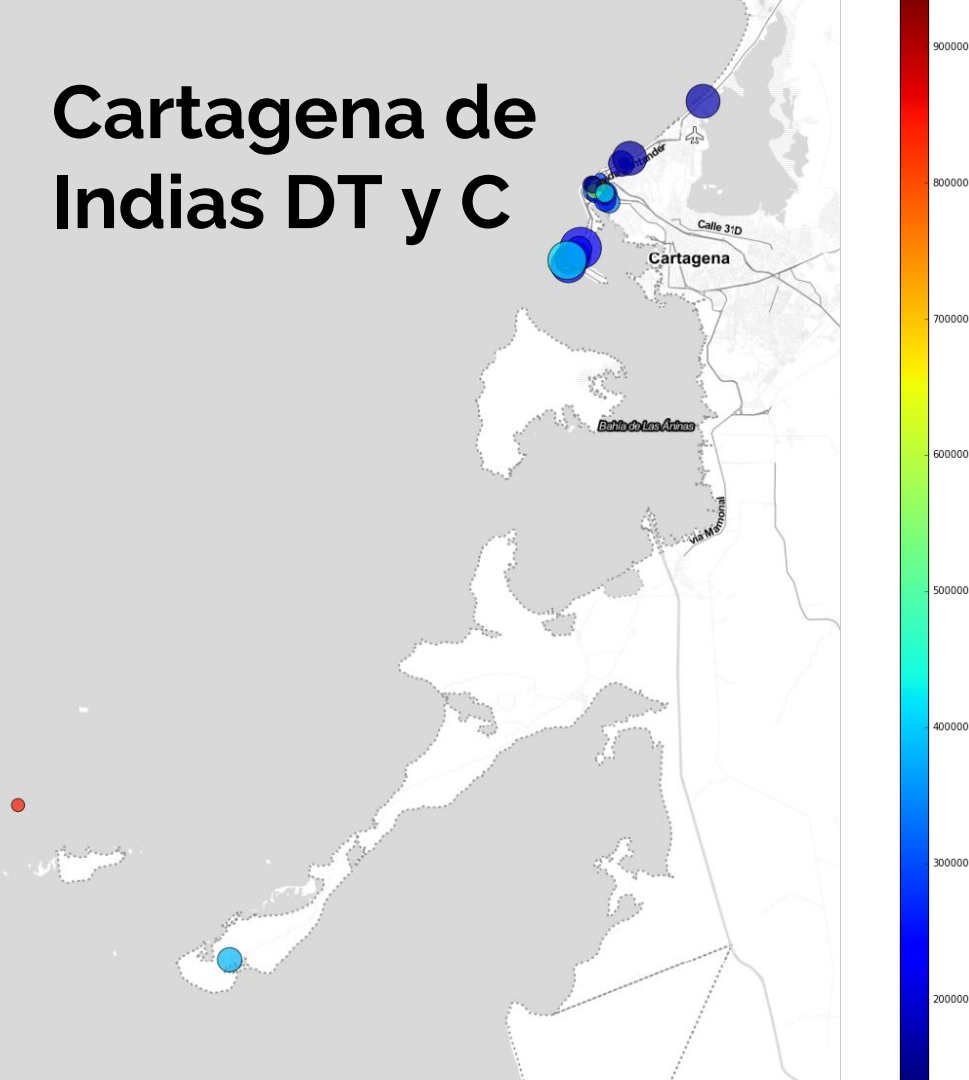 Cartagena de
Indias DT y C
Calle 31D
Cartagena
Bahía de Las Ánimas
via Mamonal
900000
800000
700000
600000
500000
400000
300000
200000